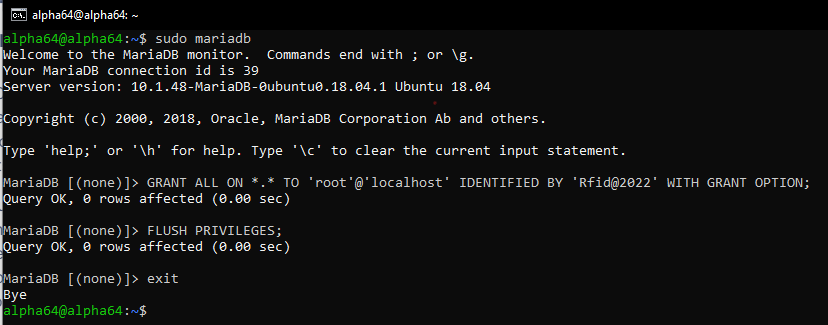 alpha64@alpha64: ~
alpha64@alpha64:~$ sudo mariadb
Welcome to the MariaDB monitor.  Commands end with ; or \g.
Your MariaDB connection id is 39
Server version: 10.1.48-MariaDB-0ubuntu0.18.04.1 Ubuntu 18.04
Copyright (c) 2000, 2018, Oracle, MariaDB Corporation Ab and others.
Type 'help;' or '\h' for help. Type '\c' to clear the current input statement.
MariaDB [(none)]> GRANT ALL ON *.* TO 'root'@'localhost' IDENTIFIED BY 'Rfid@2022' WITH GRANT OPTION;
Query OK, 0 rows affected (0.00 sec)
MariaDB [(none)]> FLUSH PRIVILEGES;
Query OK, 0 rows affected (0.00 sec)
MariaDB [(none)]> exit
Bye
alpha64@alpha64:~$